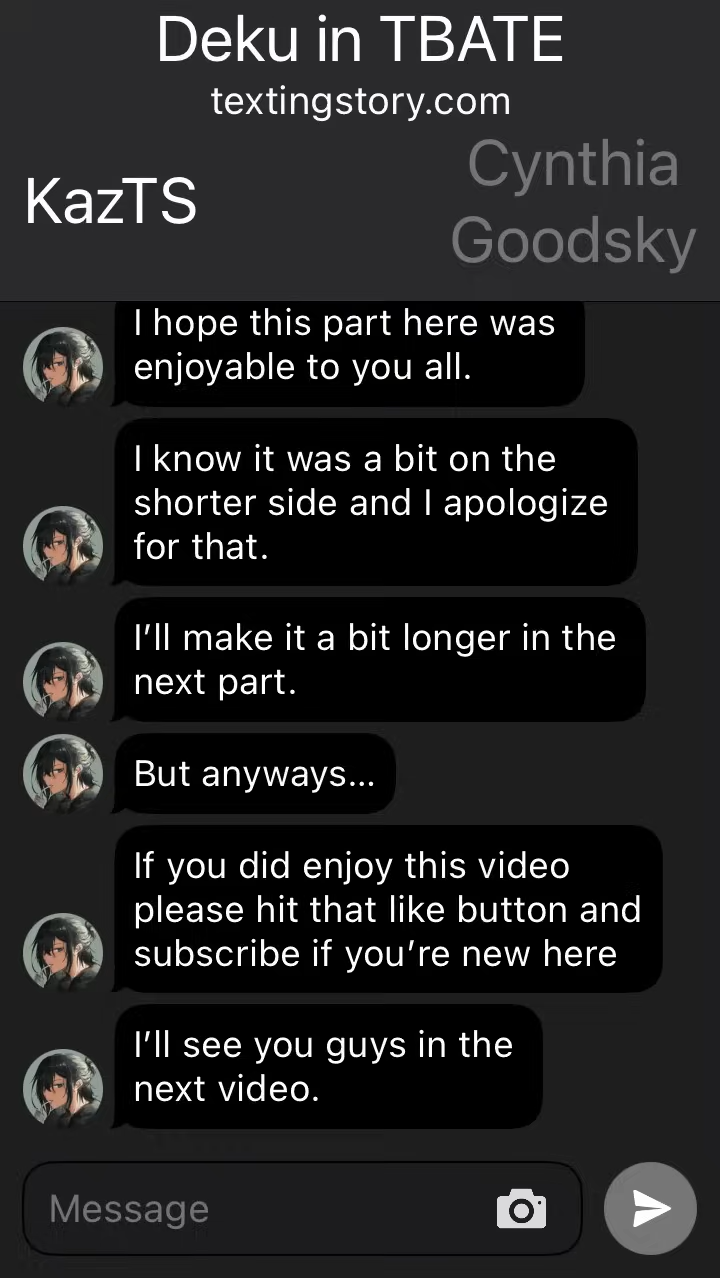 Deku in TBATE
textingstory.com
KazTS
Cynthia
Goodsky
I hope this part here was
enjoyable to you all.
I know it was a bit on the
shorter side and I apologize
for that.
I’ll make it a bit longer in the
next part.
But anyways...
If you did enjoy this video
please hit that like button and
subscribe if you’re new here
I’ll see you guys in the
next video.
Message